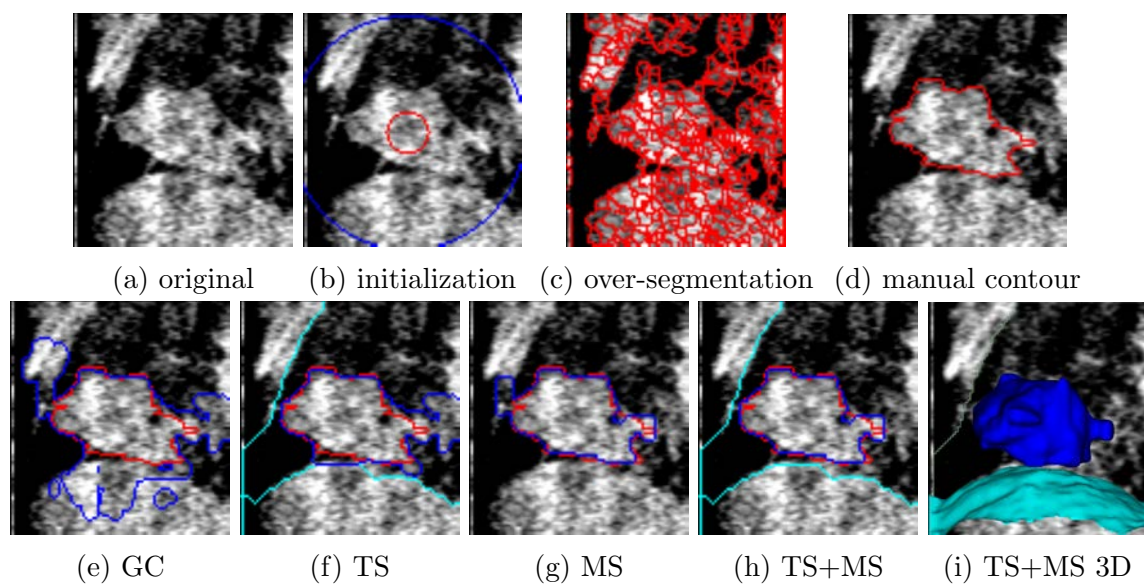 (a) original (b) initialization (c) over-segmentation (d) manual contour
(e) GC (f) TS (g) MS (h) TS+MS (i) TS+MS 3D